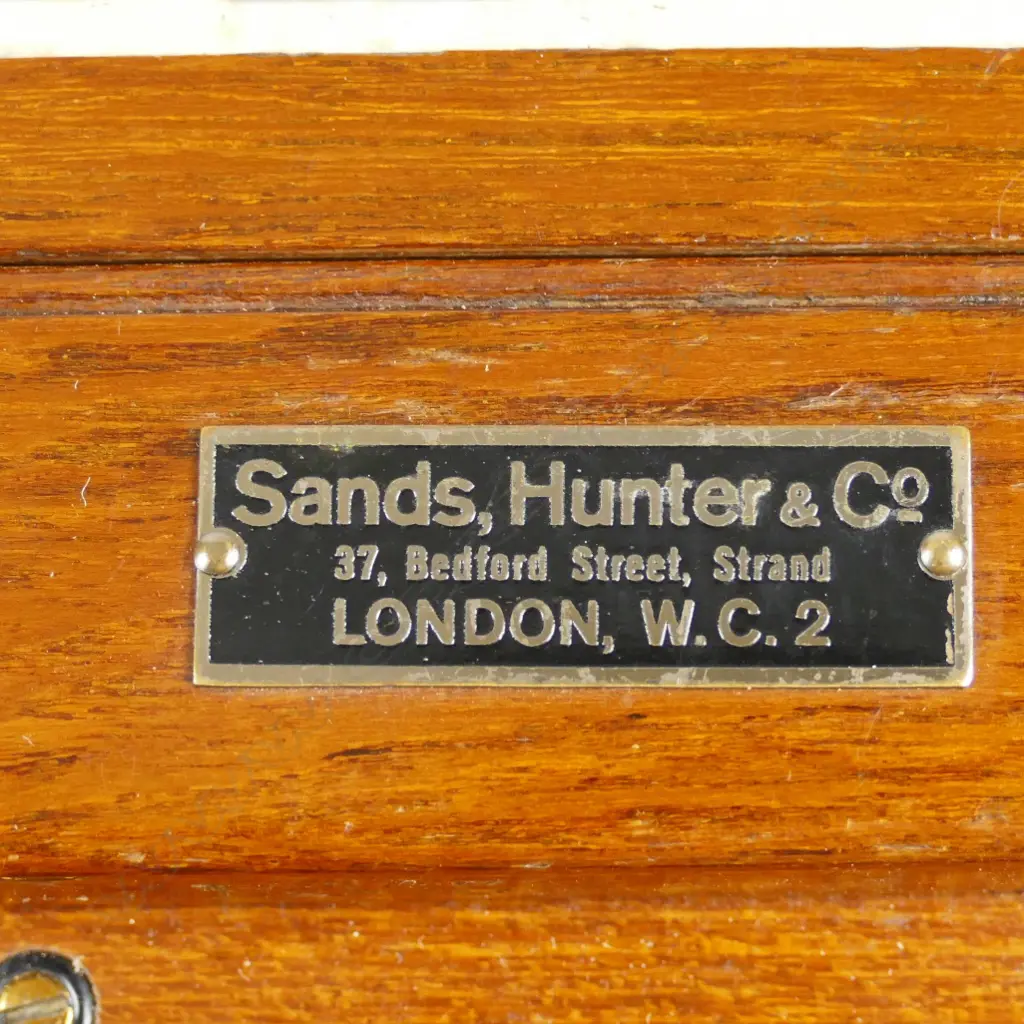 Sands, Hunter & Cº
37, Bedford Street, Strand
LONDON, W.C.2